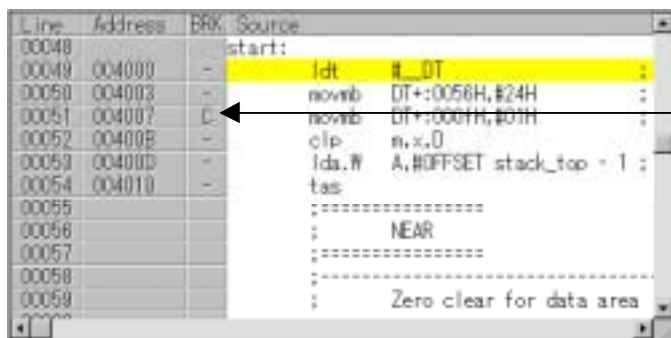 Line Address BRK Source
00048 start:
00049 004000 - ldt #__DT ;
00050 004003 - movmb DT+:0056H,#24H ;
00051 004007 C movmb DT+:000fH,#01H ;
00052 00400B - clp m,x,D
00053 00400D - lda.W A,#OFFSET stack_top - 1 ;
00054 004010 - tas
00055 ;================
00056 ; NEAR
00057 ;================
00058 ;-----------------------------------
00059 ; Zero clear for data area